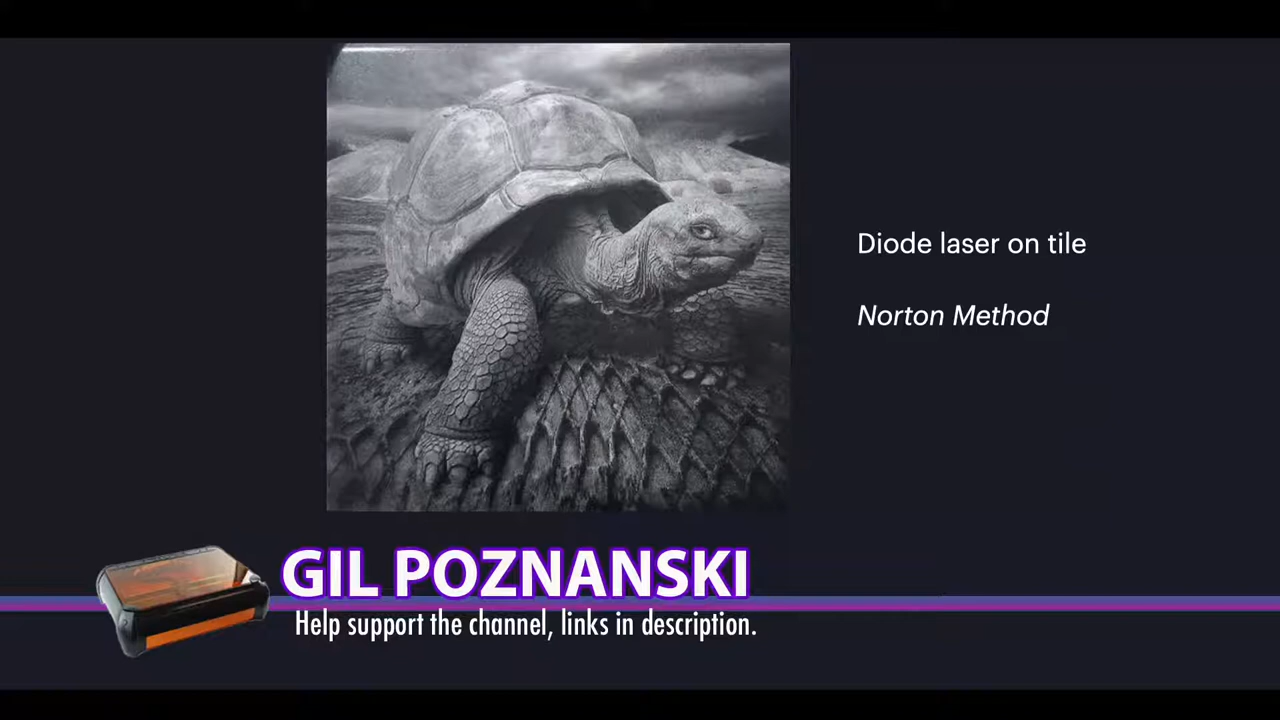 Diode laser on tile
Norton Method
GIL POZNANSKI
Help support the channel, links in description.